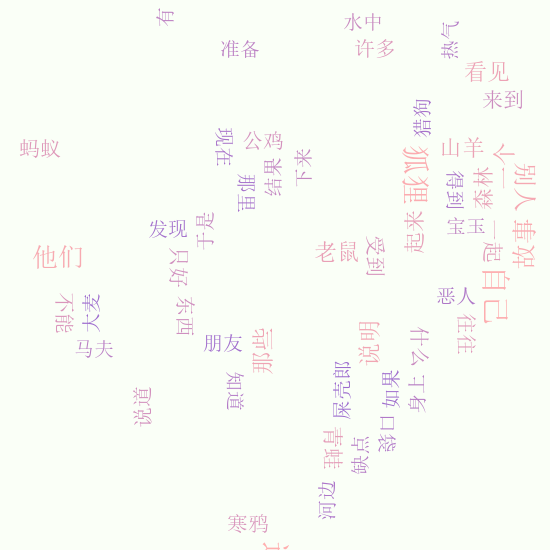 有
水中
热气
准备
许多
看见
来到
猎狗
现在
公鸡
山羊
蚂蚁
下来
结果
狐狸
一个
那里
得到
森林
别人
宝玉
于是
发现
起来
一起
故事
他们
只好
老鼠
受到
自己
东西
恶人
不能
大麦
往往
马夫
朋友
那些
说明
什么
知道
屎壳郎
如果
上身
说道
口袋
青蛙
缺点
河边
寒鸦